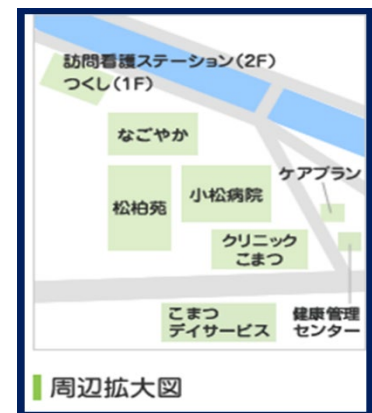 訪問看護ステーション(2F)
つくし(1F)
なごやか
ケアプラン
松柏苑
小松病院
クリニック
こまつ
こまつ
デイサービス
健康管理
センター
周辺拡大図